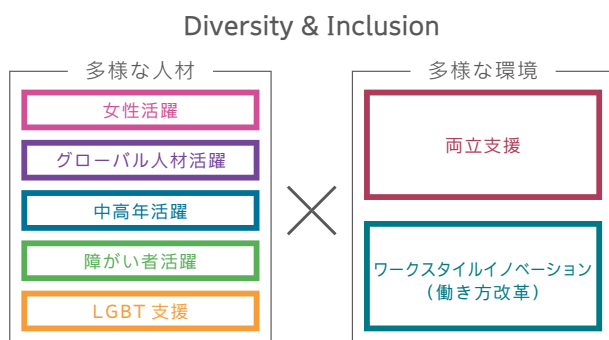 Diversity & Inclusion
多様な人材
女性活躍
グローバル人材活躍
中高年活躍
障がい者活躍
LGBT 支援
多様な環境
両立支援
ワークスタイルイノベーション
（働き方改革）